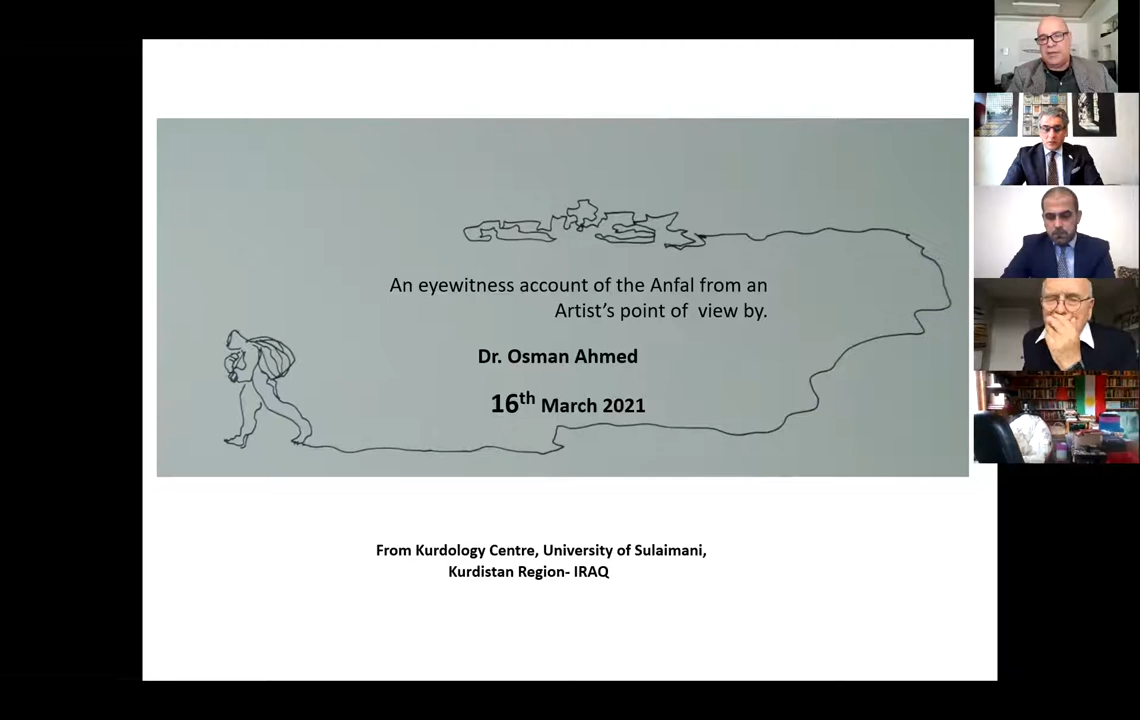 An eyewitness account of the Anfal from an
Artist's point of  view by.
Dr. Osman Ahmed
16th March 2021
From Kurdology Centre, University of Sulaimani,
Kurdistan Region- IRAQ